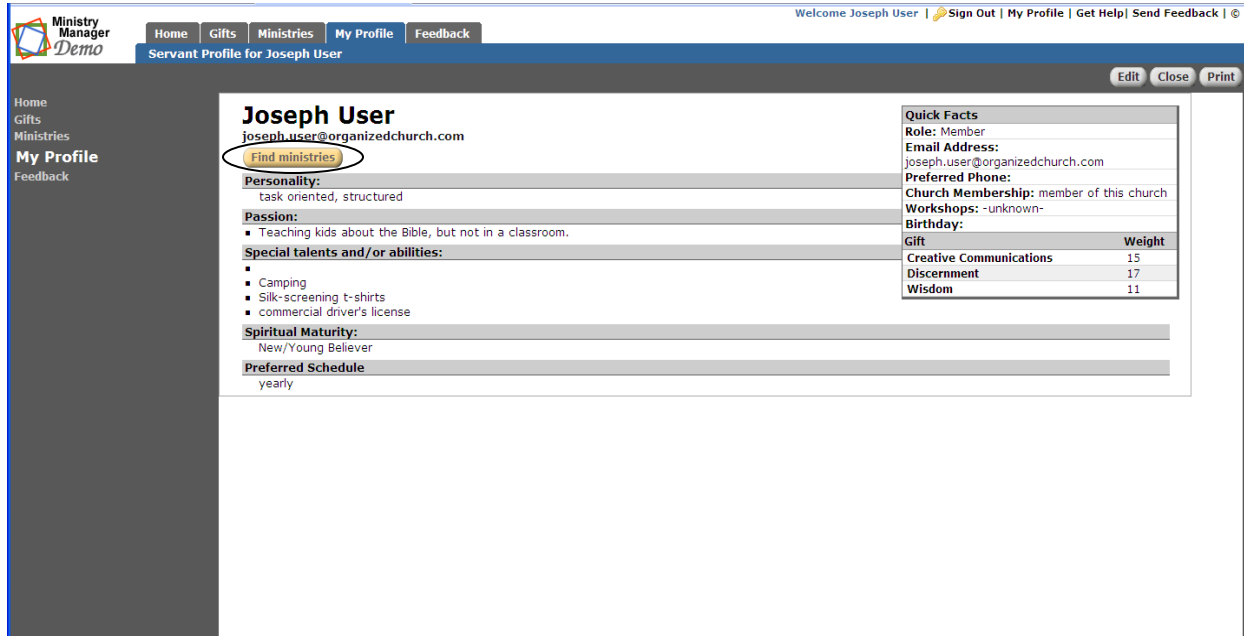 Welcome Joseph User | Sign Out | My Profile | Get Help| Send Feedback | ©
Ministry
Manager
Demo
Home Gifts Ministries My Profile Feedback
Servant Profile for Joseph User
Edit Close Print
Home
Gifts
Ministries
My Profile
Feedback
Joseph User
joseph.user@organizedchurch.com
Find ministries
Personality:
task oriented, structured
Passion:
Teaching kids about the Bible, but not in a classroom.
Special talents and/or abilities:
Camping
Silk-screening t-shirts
commercial driver's license
Spiritual Maturity:
New/Young Believer
Preferred Schedule
yearly
Quick Facts
Role: Member
Email Address:
joseph.user@organizedchurch.com
Preferred Phone:
Church Membership: member of this church
Workshops: -unknown-
Birthday:
Gift Weight
Creative Communications 15
Discernment 17
Wisdom 11